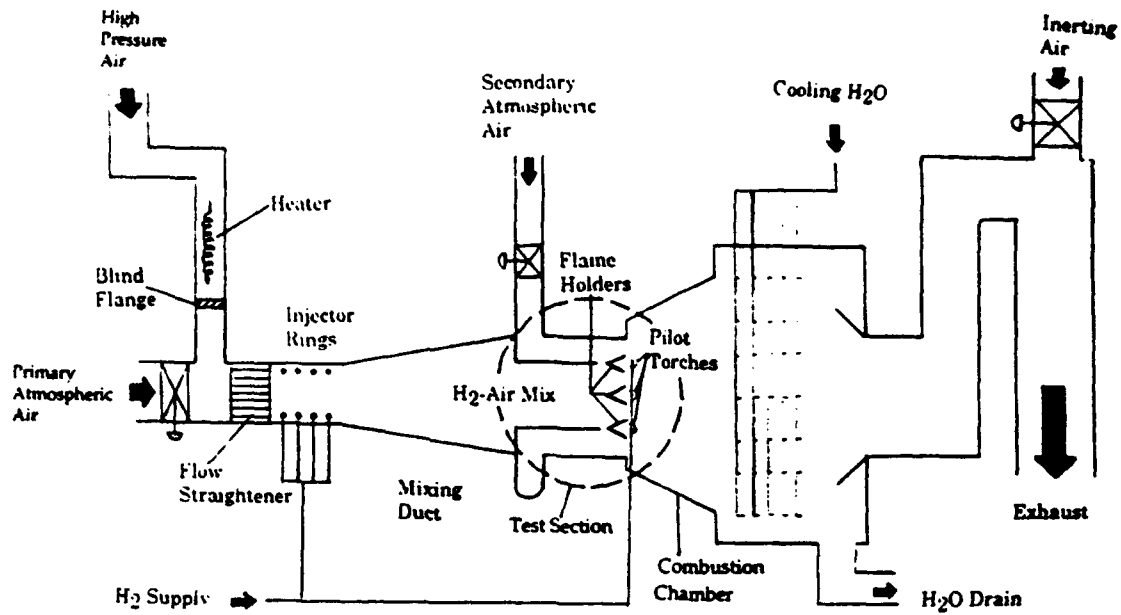 High
Pressure
Air
Secondary
Atmospheric
Air
Cooling H2O
Inerting
Air
Heater
Blind
Flange
Injector
Rings
Flame
Holders
Pilot
Torches
Primary
Atmospheric
Air
H2-Air Mix
Flow
Straightener
Mixing
Duct
Test Section
Combustion
Chamber
Exhaust
H2 Supply
H2O Drain